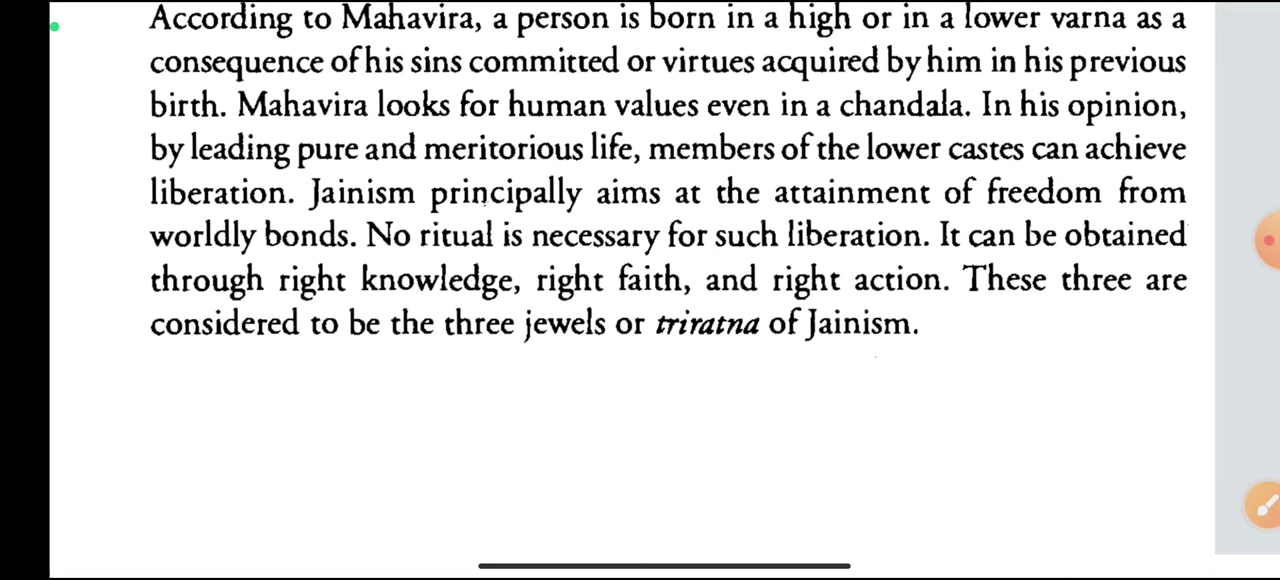 According to Mahavira, a person is born in a high or in a lower varna as a
consequence of his sins committed or virtues acquired by him in his previous
birth. Mahavira looks for human values even in a chandala. In his opinion,
by leading pure and meritorious life, members of the lower castes can achieve
liberation. Jainism principally aims at the attainment of freedom from
worldly bonds. No ritual is necessary for such liberation. It can be obtained
through right knowledge, right faith, and right action. These three are
considered to be the three jewels or triratna of Jainism.